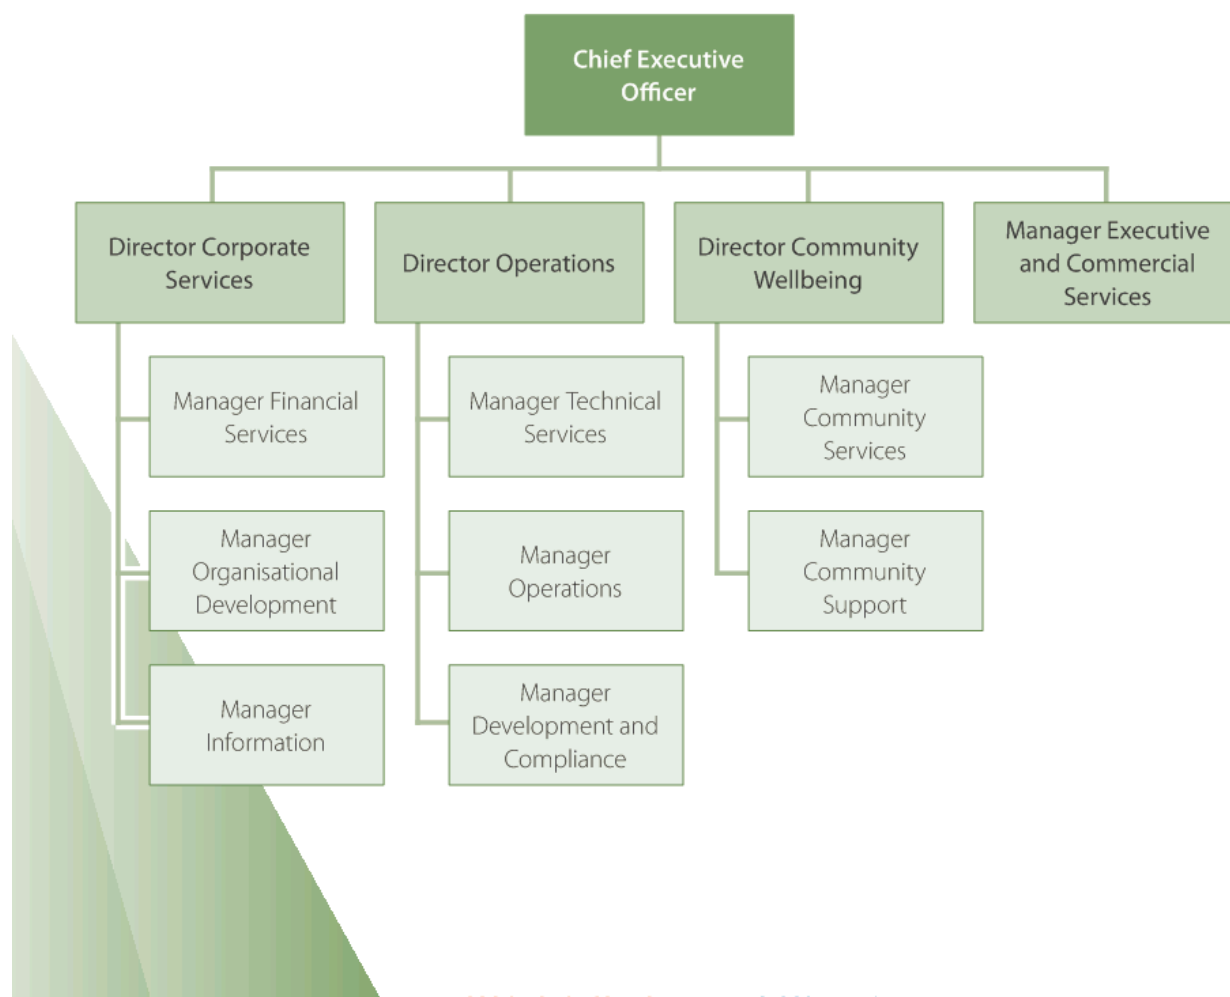 Chief Executive
Officer
Director Corporate
Services
Director Operations
Director Community
Wellbeing
Manager Executive
and Commercial
Services
Manager Financial
Services
Manager Technical
Services
Manager
Community
Services
Manager
Organisational
Development
Manager
Operations
Manager
Community
Support
Manager
Information
Manager
Development and
Compliance